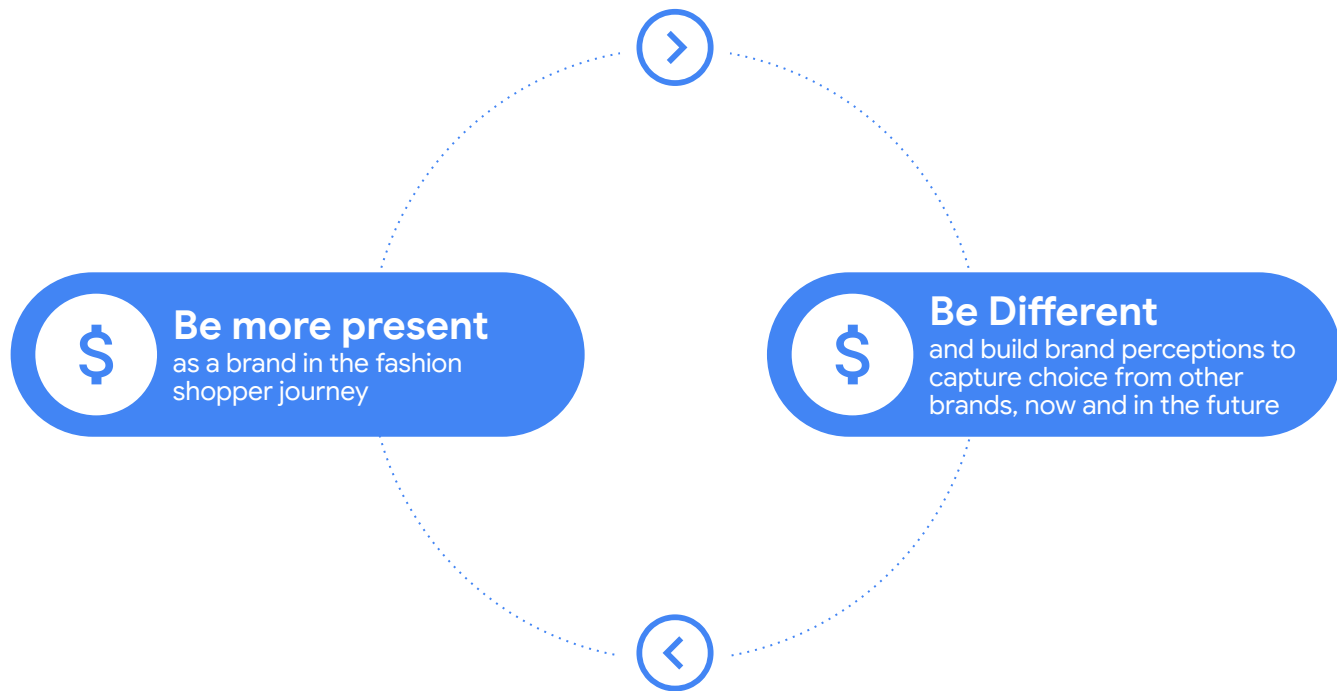 Be more present
as a brand in the fashion
shopper journey
Be Different
and build brand perceptions to
capture choice from other
brands, now and in the future
$
$